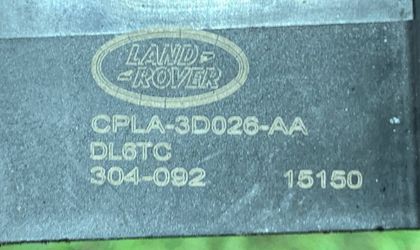 LAND-
-ROVER
CPLA-3D026-AA
DL6TC
304-092 15150